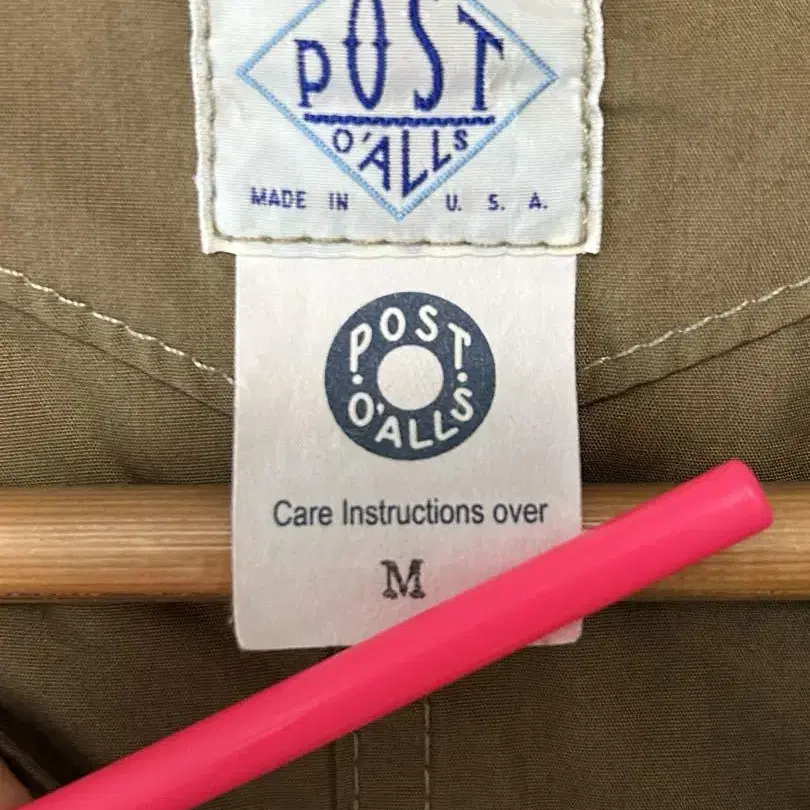 POST
O'ALLS
MADE IN U. S. A.
POST
O'ALLS
Care Instructions over
M